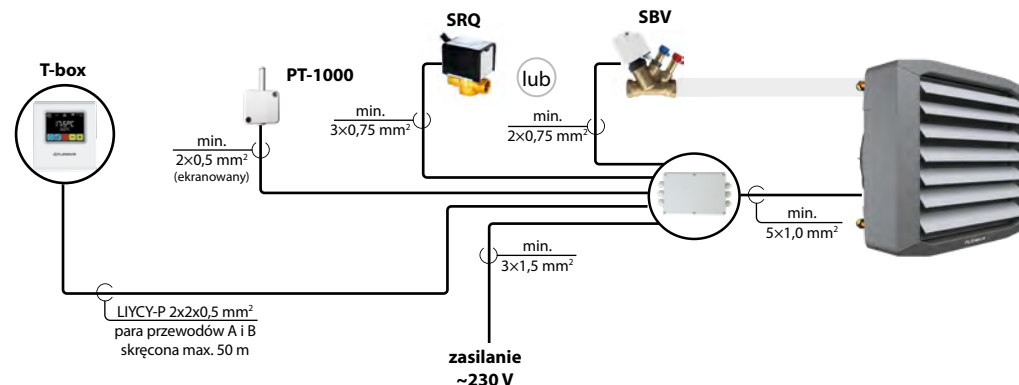 SRQ
SBV
T-box
PT-1000
lub
min.
3×0,75 mm²
min.
2×0,75 mm²
min.
2×0,5 mm²
(ekranowany)
min.
5×1,0 mm²
min.
3×1,5 mm²
LIYCY-P 2x2x0,5 mm²
para przewodów A i B
skręcona max. 50 m
zasilanie
~230 V